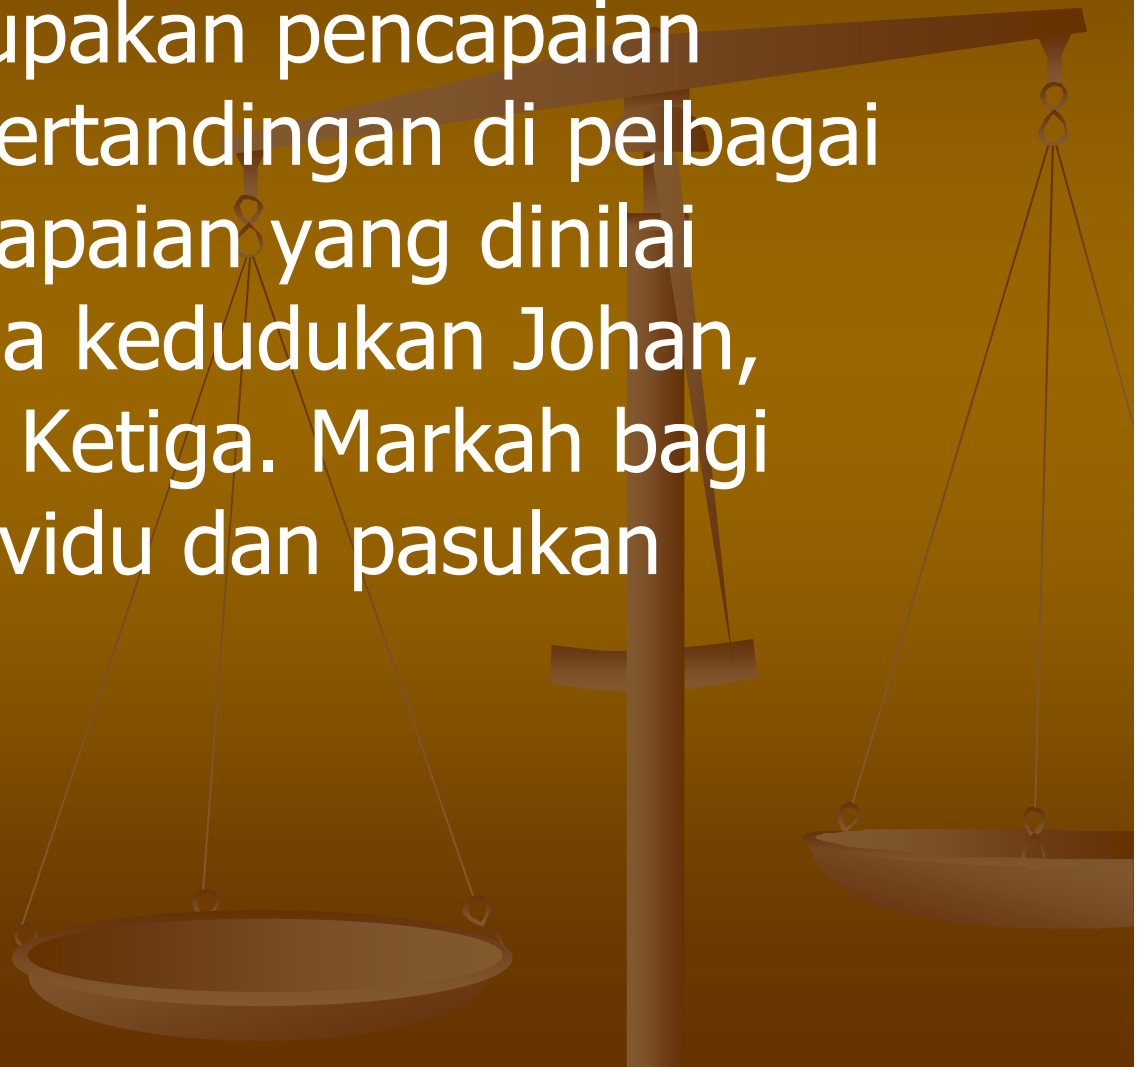 upakan pencapaian
ertandingan di pelbagai
apaian yang dinilai
a kedudukan Johan,
Ketiga. Markah bagi
vidu dan pasukan